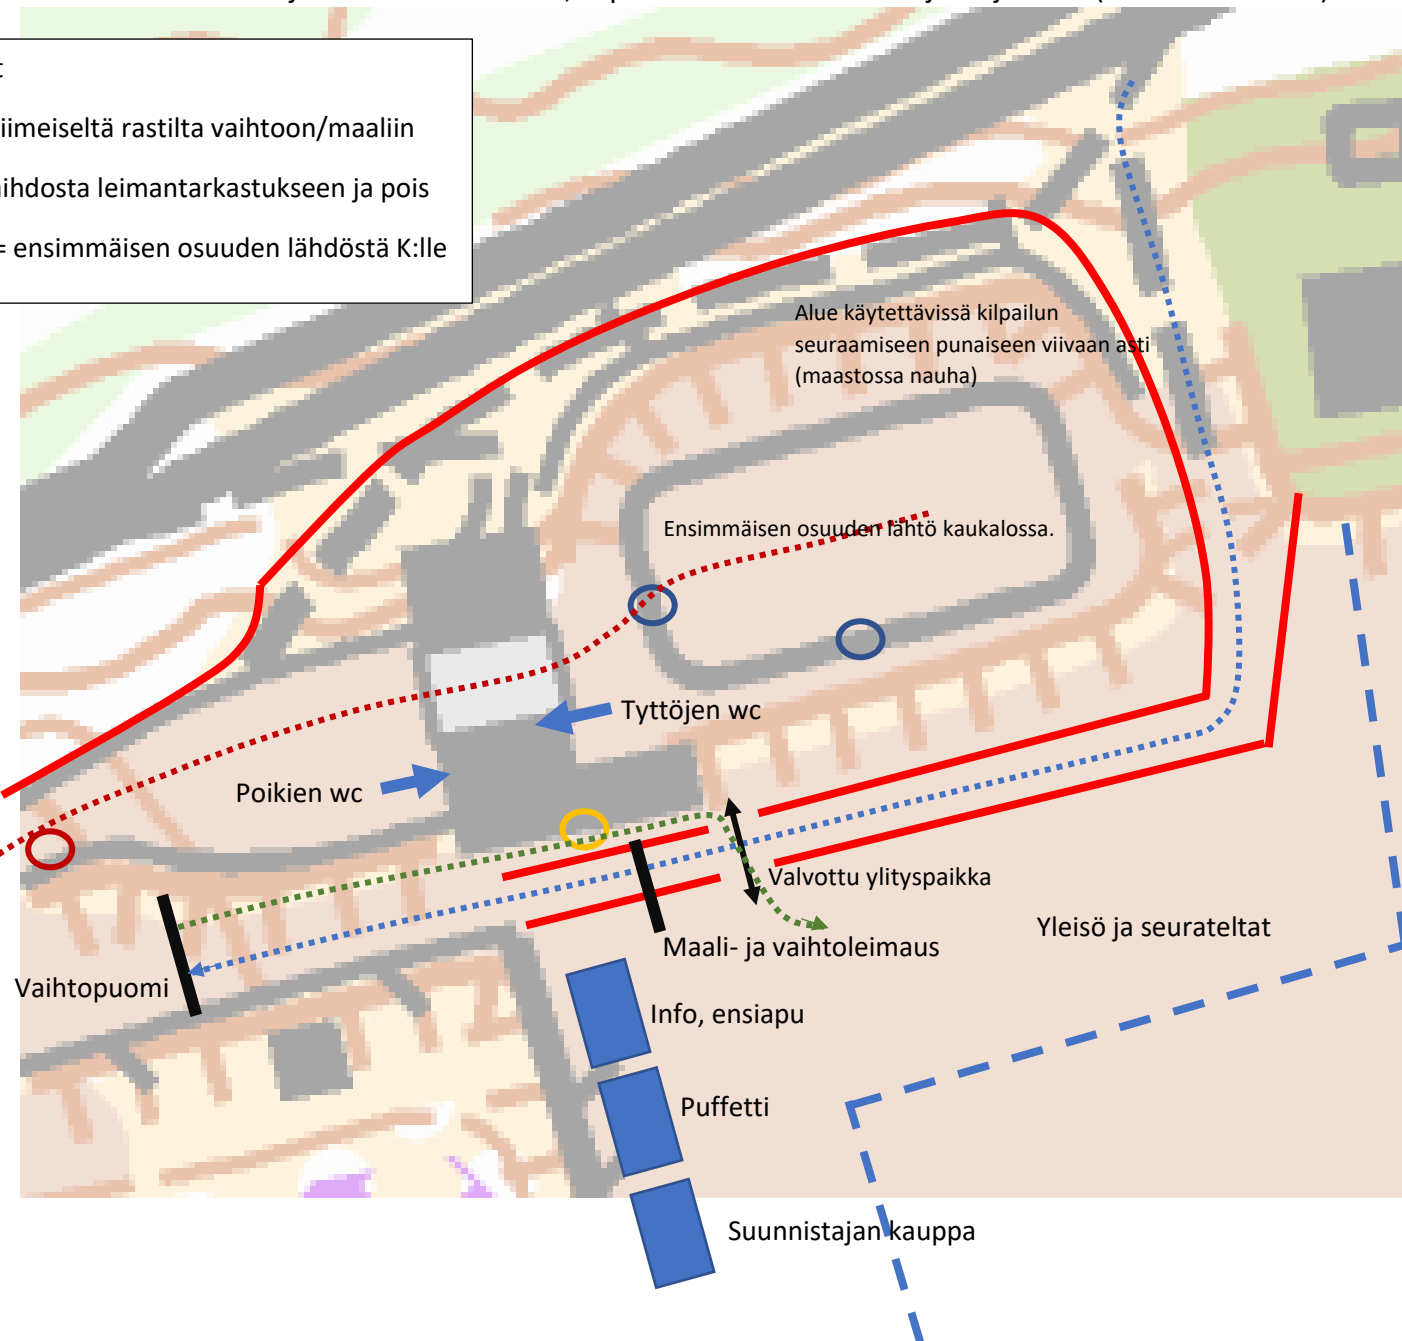 t
iimeiseltä rastilta vaihtoon/maaliin
aihdosta leimantarkastukseen ja pois
= ensimmäisen osuuden lähdöstä K:lle
Alue käytettävissä kilpailun
seuraamiseen punaiseen viivaan asti
(maastossa nauha)
Ensimmäisen osuuden lähtö kaukalossa.
Tyttöjen wc
Poikien wc
Valvottu ylityspaikka
Yleisö ja seurateltat
Maali- ja vaihtoleimaus
Vaihtopuomi
Info, ensiapu
Puffetti
Suunnistajan kauppa